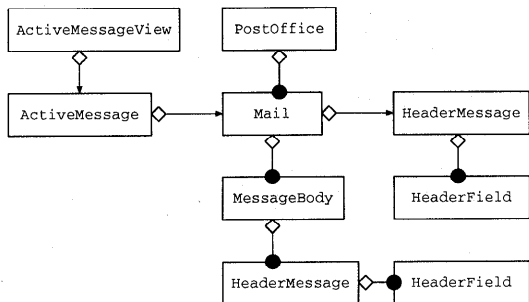 ActiveMessageView
PostOffice
ActiveMessage
Mail
HeaderMessage
MessageBody
HeaderField
HeaderMessage
HeaderField